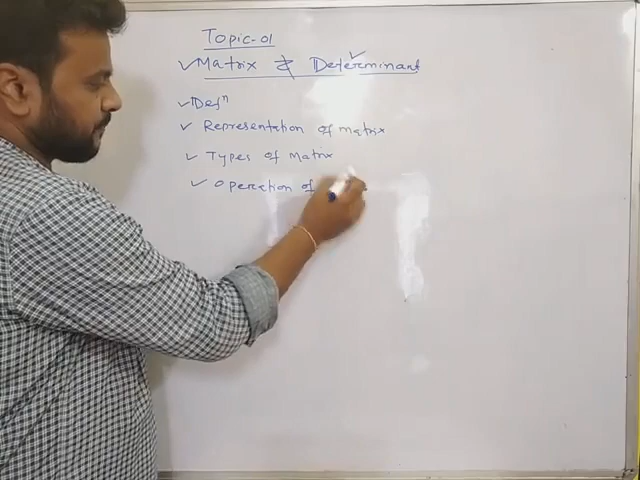 Topic-01
✓Matrix & Determinant
✓Defⁿ
✓ Representation of matrix
✓ Types of Matrix
✓ Operation of